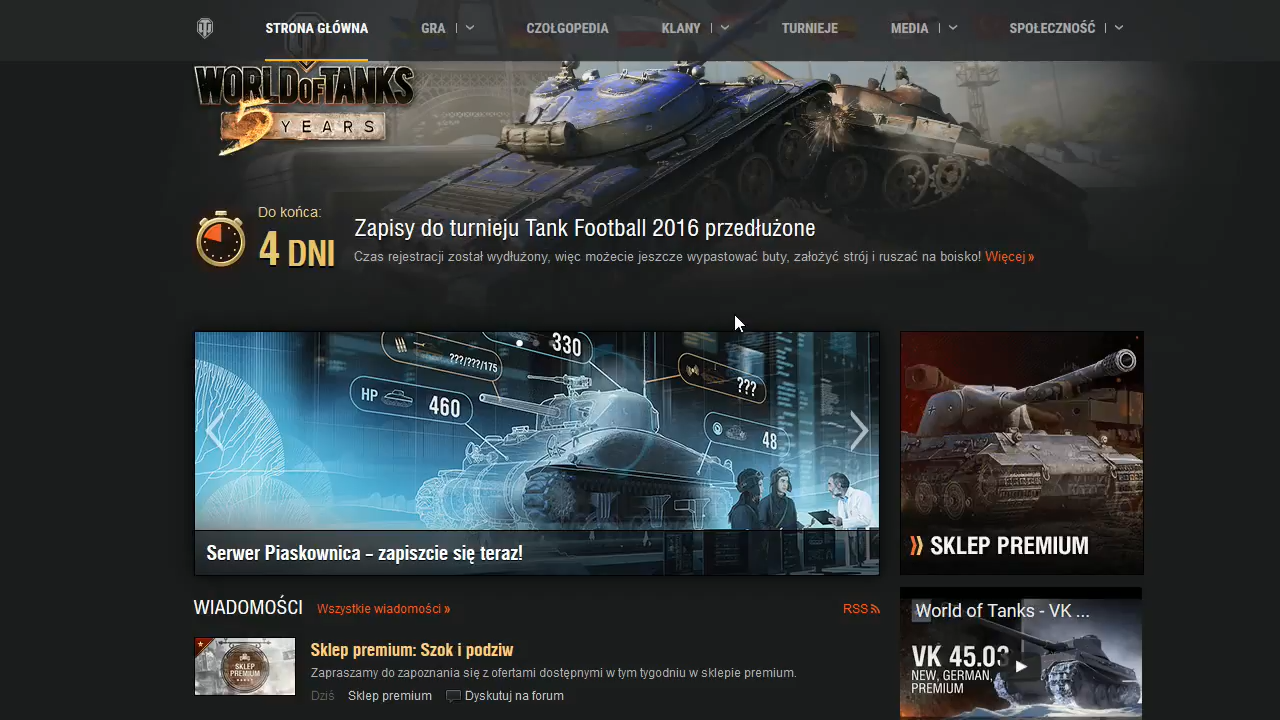 STRONA GŁÓWNA GRA CZOŁGOPEDIA KLANY TURNIEJE MEDIA SPOŁECZNOŚĆ
WORLD OF TANKS
5 YEARS
Do końca:
4 DNI
Zapisy do turnieju Tank Football 2016 przedłużone
Czas rejestracji został wydłużony, więc możecie jeszcze wypastować buty, założyć strój i ruszać na boisko! Więcej »
330
???/???/175
HP 460
???
48
Serwer Piaskownica – zapiszcie się teraz!
SKLEP PREMIUM
WIADOMOŚCI Wszystkie wiadomości » RSS
World of Tanks - VK ...
VK 45.03
NEW, GERMAN,
PREMIUM
SKLEP
PREMIUM
Sklep premium: Szok i podziw
Zapraszamy do zapoznania się z ofertami dostępnymi w tym tygodniu w sklepie premium.
Dziś Sklep premium Dyskutuj na forum